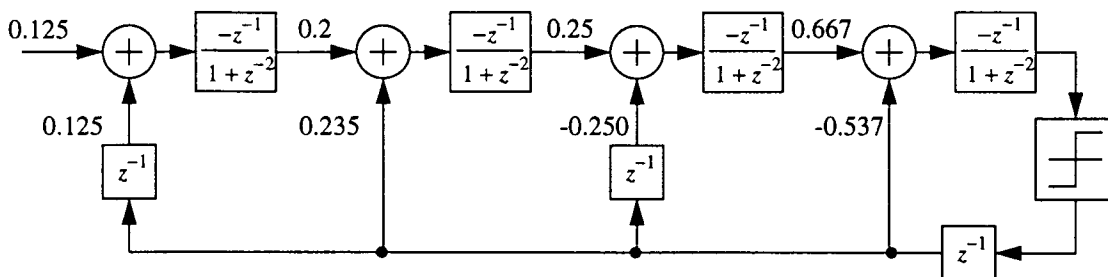 0.125
+
-z⁻¹
1 + z⁻²
0.2
+
-z⁻¹
1 + z⁻²
0.25
+
-z⁻¹
1 + z⁻²
0.667
+
-z⁻¹
1 + z⁻²
0.125
0.235
-0.250
-0.537
z⁻¹
z⁻¹
z⁻¹